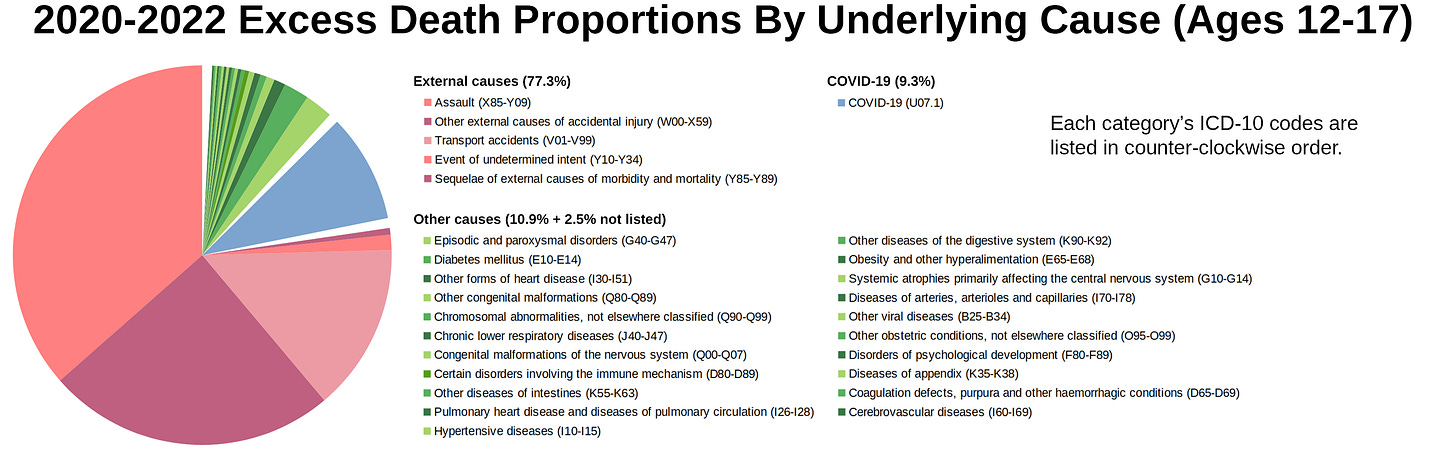 2020-2022 Excess Death Proportions By Underlying Cause (Ages 12-17)
External causes (77.3%)
Assault (X85-Y09)
Other external causes of accidental injury (W00-X59)
Transport accidents (V01-V99)
Event of undetermined intent (Y10-Y34)
Sequelae of external causes of morbidity and mortality (Y85-Y89)
COVID-19 (9.3%)
COVID-19 (U07.1)
Each category's ICD-10 codes are
listed in counter-clockwise order.
Other causes (10.9% + 2.5% not listed)
Episodic and paroxysmal disorders (G40-G47)
Diabetes mellitus (E10-E14)
Other forms of heart disease (I30-I51)
Other congenital malformations (Q80-Q89)
Chromosomal abnormalities, not elsewhere classified (Q90-Q99)
Chronic lower respiratory diseases (J40-J47)
Congenital malformations of the nervous system (Q00-Q07)
Certain disorders involving the immune mechanism (D80-D89)
Other diseases of intestines (K55-K63)
Pulmonary heart disease and diseases of pulmonary circulation (I26-I28)
Hypertensive diseases (I10-I15)
Other diseases of the digestive system (K90-K92)
Obesity and other hyperalimentation (E65-E68)
Systemic atrophies primarily affecting the central nervous system (G10-G14)
Diseases of arteries, arterioles and capillaries (I70-I78)
Other viral diseases (B25-B34)
Other obstetric conditions, not elsewhere classified (O95-O99)
Disorders of psychological development (F80-F89)
Diseases of appendix (K35-K38)
Coagulation defects, purpura and other haemorrhagic conditions (D65-D69)
Cerebrovascular diseases (I60-I69)